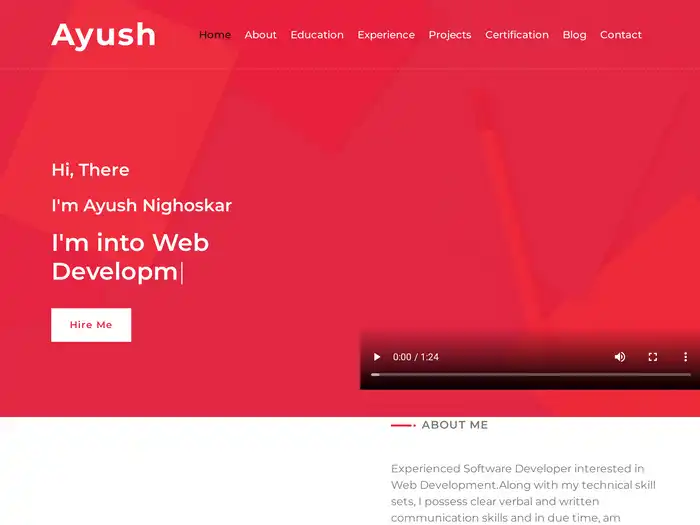 Ayush
Home About Education Experience Projects Certification Blog Contact
Hi, There
I'm Ayush Nighoskar
I'm into Web
Developm|
Hire Me
0:00 / 1:24
ABOUT ME
Experienced Software Developer interested in
Web Development.Along with my technical skill
sets, I possess clear verbal and written
communication skills and in due time, am